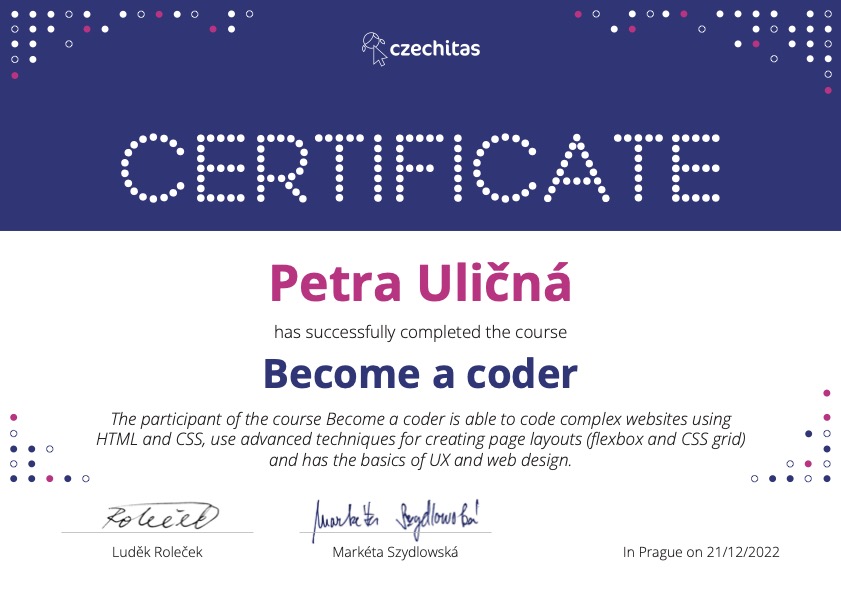 czechitas
CERTIFICATE
Petra Uličná
has successfully completed the course
Become a coder
The participant of the course Become a coder is able to code complex websites using
HTML and CSS, use advanced techniques for creating page layouts (flexbox and CSS grid)
and has the basics of UX and web design.
Roleček
Markéta Szydlowská
Luděk Roleček
Markéta Szydlowská
In Prague on 21/12/2022